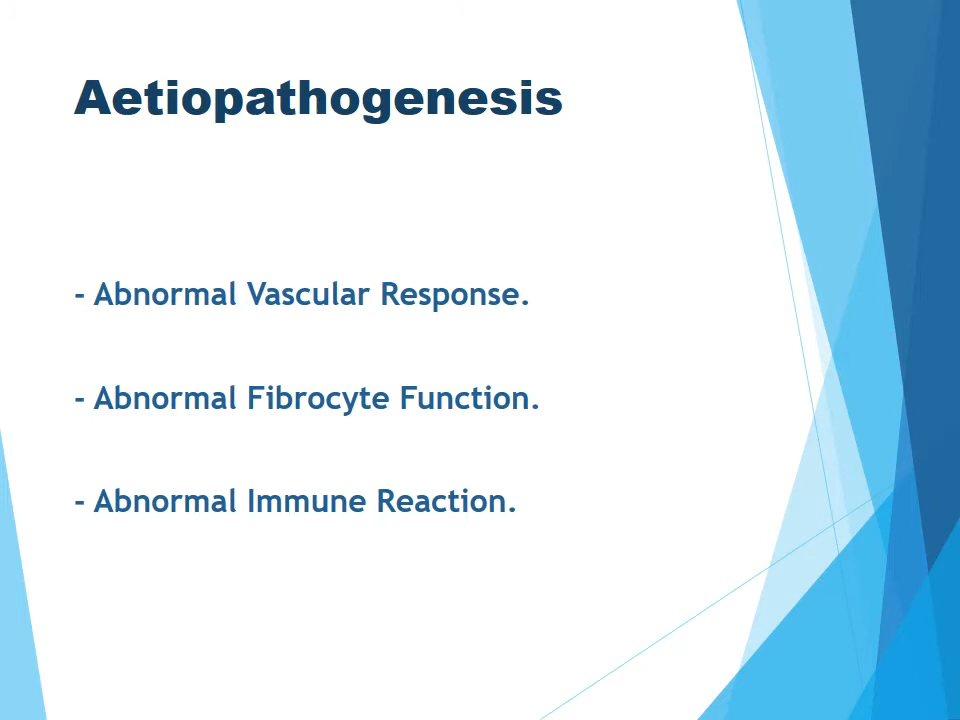 Aetiopathogenesis
- Abnormal Vascular Response.
- Abnormal Fibrocyte Function.
- Abnormal Immune Reaction.